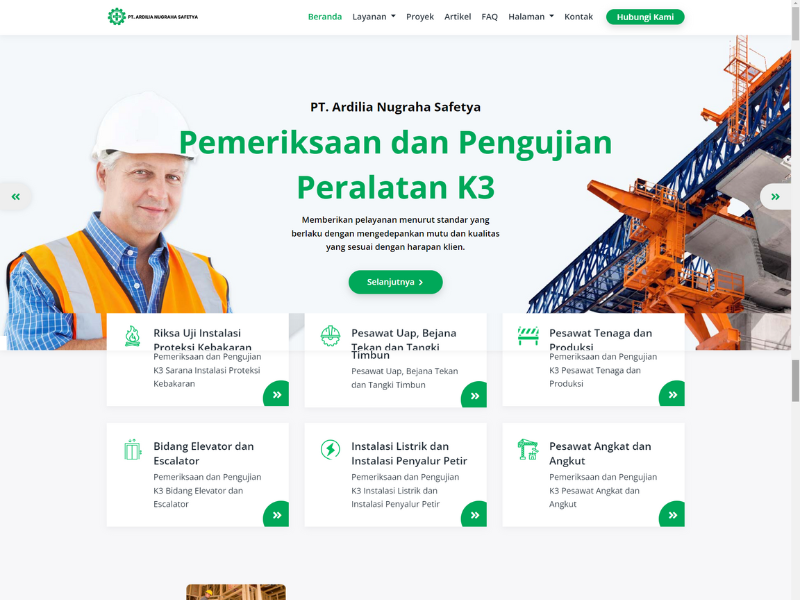 PT. ARDILIA NUGRAHA SAFETYA
Beranda Layanan Proyek Artikel FAQ Halaman Kontak Hubungi Kami
PT. Ardilia Nugraha Safetya
Pemeriksaan dan Pengujian
Peralatan K3
Memberikan pelayanan menurut standar yang
berlaku dengan mengedepankan mutu dan kualitas
yang sesuai dengan harapan klien.
Selanjutnya
Riksa Uji Instalasi
Proteksi Kebakaran
Pemeriksaan dan Pengujian
K3 Sarana Instalasi Proteksi
Kebakaran
Pesawat Uap, Bejana
Tekan dan Tangki
Timbun
Pesawat Uap, Bejana Tekan
dan Tangki Timbun
Pesawat Tenaga dan
Produksi
Pemeriksaan dan Pengujian
K3 Pesawat Tenaga dan
Produksi
Bidang Elevator dan
Escalator
Pemeriksaan dan Pengujian
K3 Bidang Elevator dan
Escalator
Instalasi Listrik dan
Instalasi Penyalur Petir
Pemeriksaan dan Pengujian
K3 Instalasi Listrik dan
Instalasi Penyalur Petir
Pesawat Angkat dan
Angkut
Pemeriksaan dan Pengujian
K3 Pesawat Angkat dan
Angkut